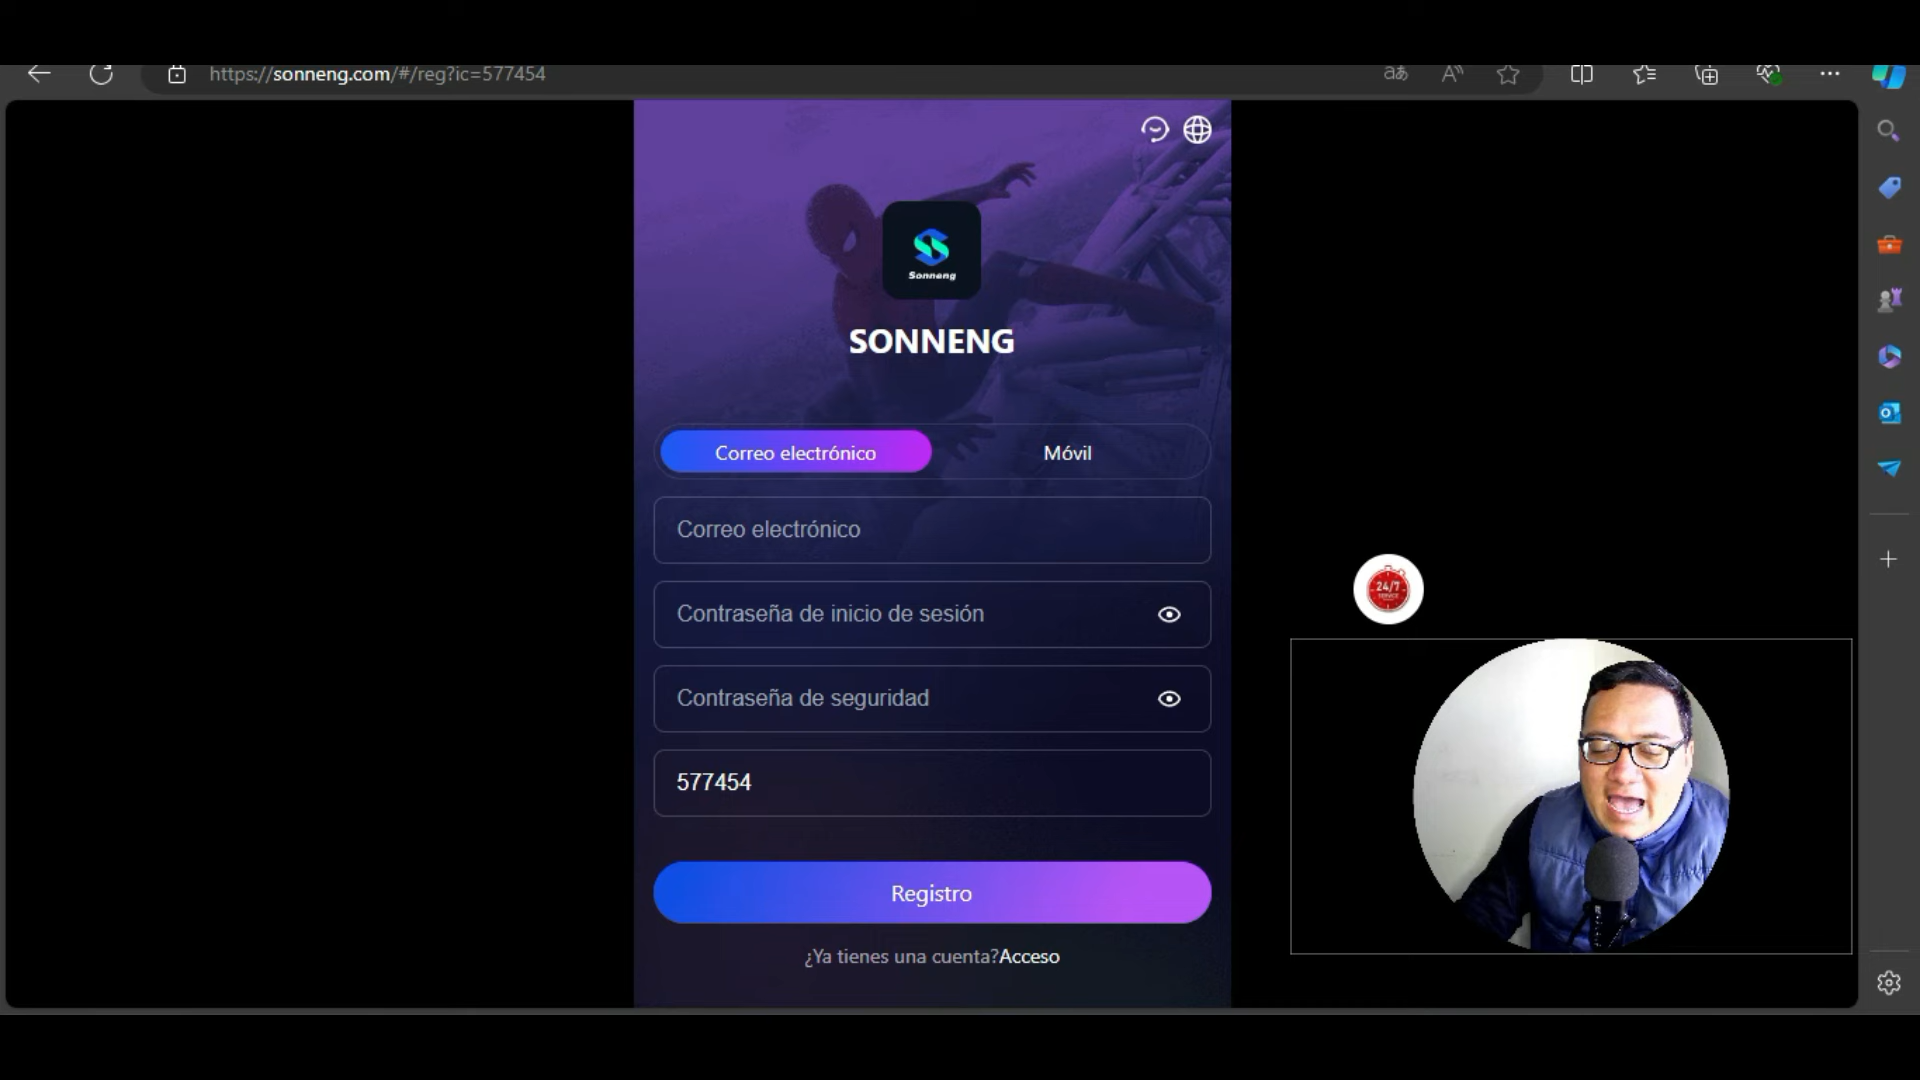 https://sonneng.com/#/reg?ic=577454
Sonneng
SONNENG
Correo electrónico
Móvil
Correo electrónico
Contraseña de inicio de sesión
Contraseña de seguridad
577454
Registro
¿Ya tienes una cuenta?Acceso
24/7
SERVICE